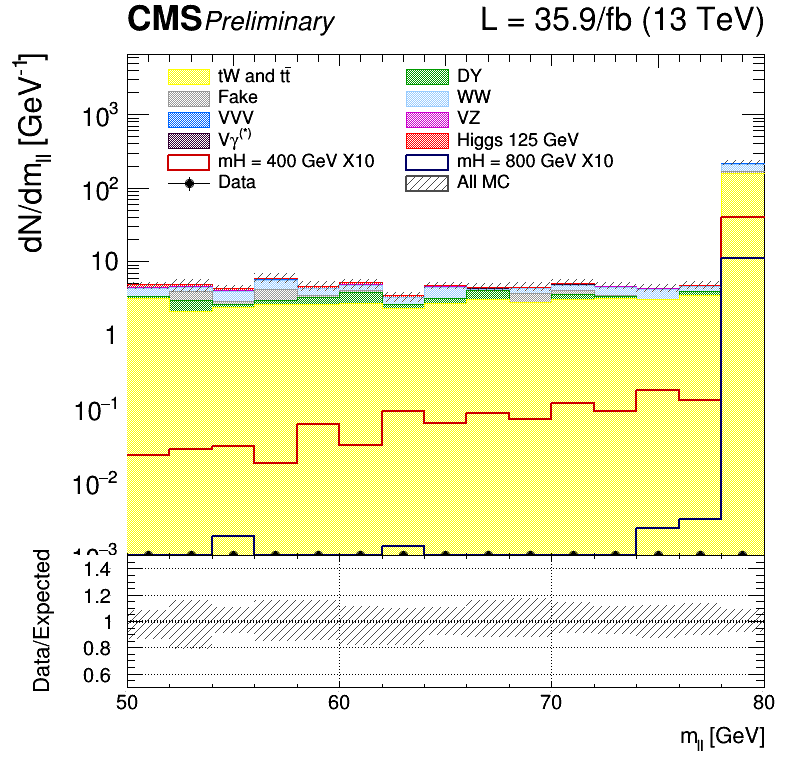 CMS Preliminary L = 35.9/fb (13 TeV)
dN/dm_ll [GeV⁻¹]
tW and tt̄ DY
Fake WW
VVV VZ
Vγ⁽*⁾ Higgs 125 GeV
mH = 400 GeV X10 mH = 800 GeV X10
Data All MC
10³
10²
10
1
10⁻¹
10⁻²
10⁻³
Data/Expected
1.4
1.2
1
0.8
0.6
50 60 70 80
m_ll [GeV]